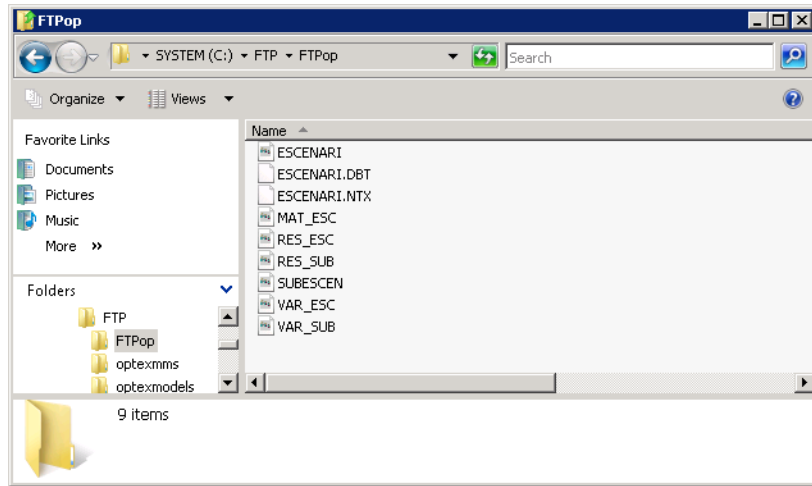 FTPop
SYSTEM (C:) FTP FTPop
Search
Organize Views
Favorite Links
Documents
Pictures
Music
More »
Folders
FTP
FTPop
optexmms
optexmodels
Name
ESCENARI
ESCENARI.DBT
ESCENARI.NTX
MAT_ESC
RES_ESC
RES_SUB
SUBESCEN
VAR_ESC
VAR_SUB
9 items